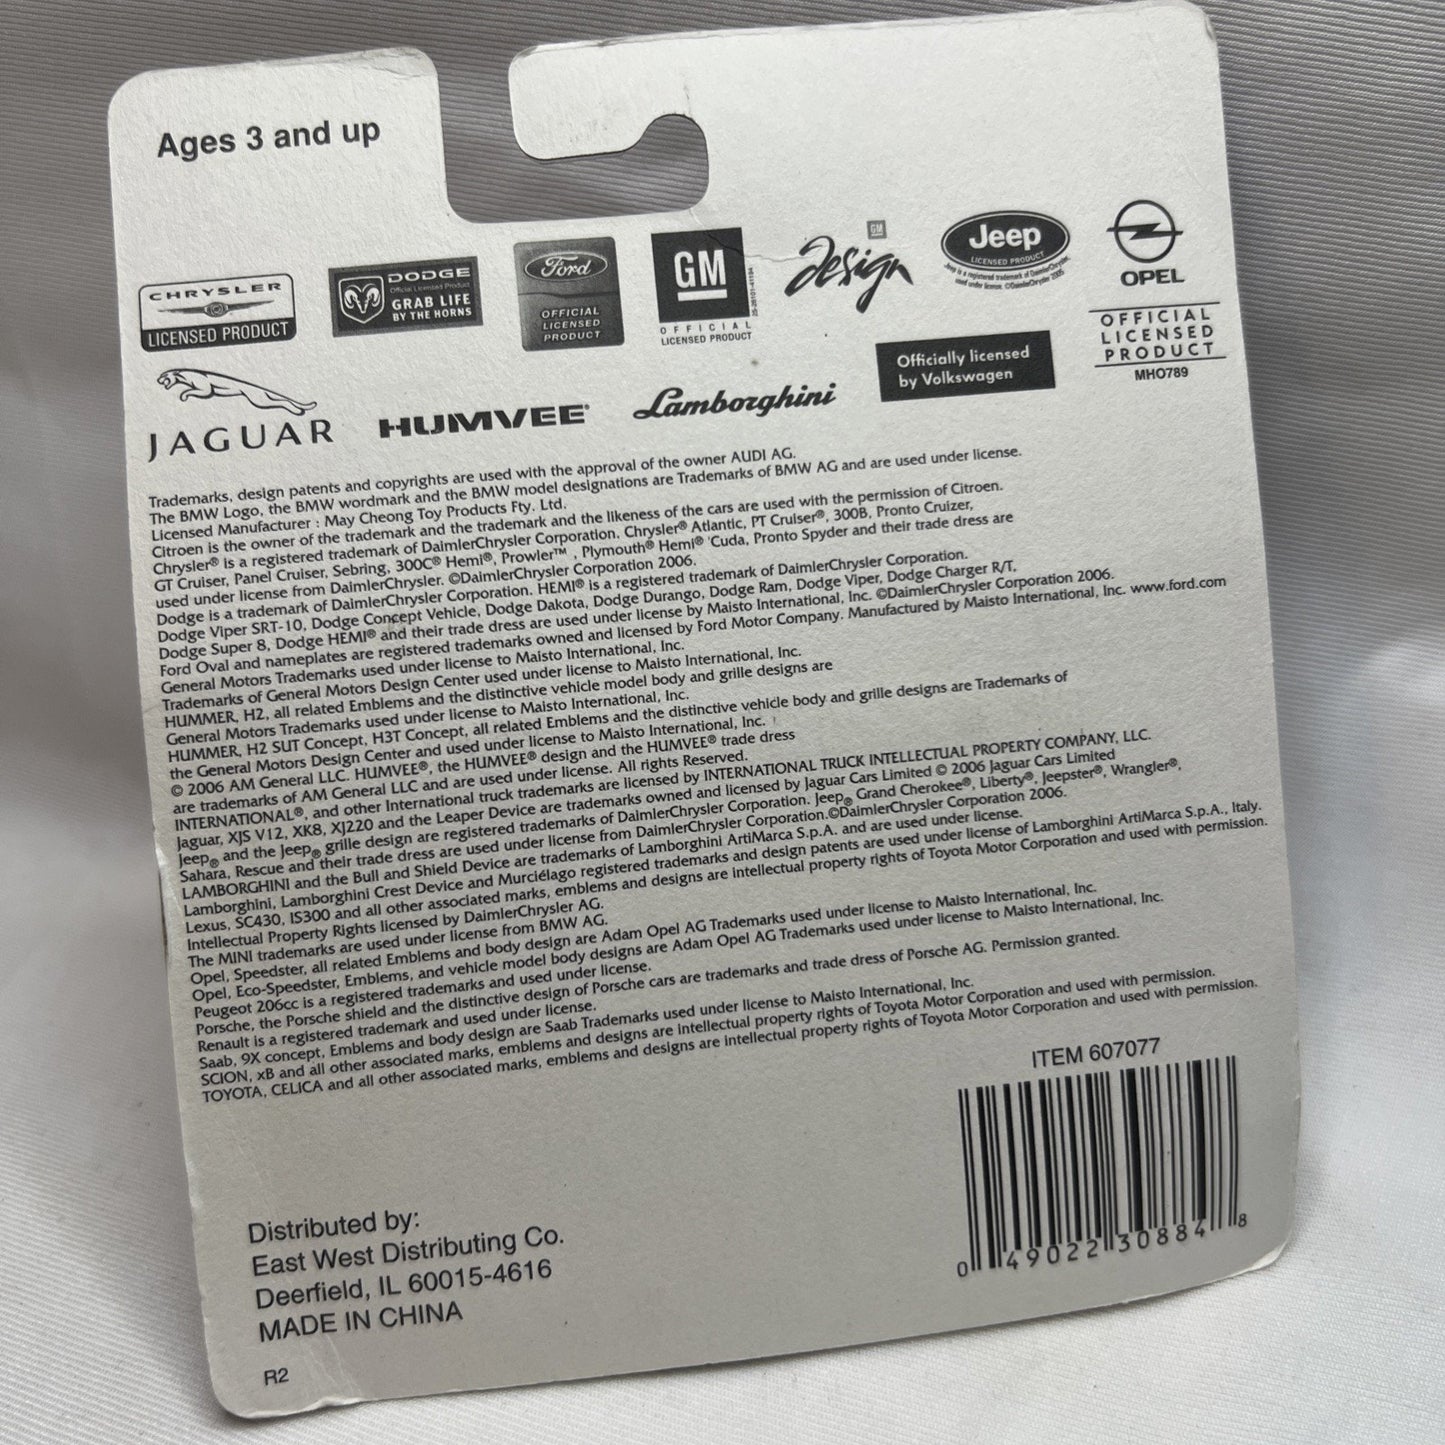 Ages 3 and up
CHRYSLER
LICENSED PRODUCT
DODGE
Official Licensed Product
GRAB LIFE
BY THE HORNS
Ford
OFFICIAL
LICENSED
PRODUCT
GM
OFFICIAL
LICENSED PRODUCT
GM
design
Jeep
LICENSED PRODUCT
Jeep is a registered trademark of DaimlerChrysler
used under license. ©DaimlerChrysler 2005
OPEL
OFFICIAL
LICENSED
PRODUCT
MHO789
JAGUAR
HUMVEE®
Lamborghini
Officially licensed
by Volkswagen
Trademarks, design patents and copyrights are used with the approval of the owner AUDI AG.
The BMW Logo, the BMW wordmark and the BMW model designations are Trademarks of BMW AG and are used under license.
Licensed Manufacturer : May Cheong Toy Products Fty. Ltd.
Citroen is the owner of the trademark and the trademark and the likeness of the cars are used with the permission of Citroen.
Chrysler® is a registered trademark of DaimlerChrysler Corporation. Chrysler® Atlantic, PT Cruiser®, 300B, Pronto Cruizer,
GT Cruiser, Panel Cruiser, Sebring, 300C® Hemi®, Prowler™ , Plymouth® Hemi® 'Cuda, Pronto Spyder and their trade dress are
used under license from DaimlerChrysler. ©DaimlerChrysler Corporation 2006.
Dodge is a trademark of DaimlerChrysler Corporation. HEMI® is a registered trademark of DaimlerChrysler Corporation.
Dodge Viper SRT-10, Dodge Concept Vehicle, Dodge Dakota, Dodge Durango, Dodge Ram, Dodge Viper, Dodge Charger R/T,
Dodge Super 8, Dodge HEMI® and their trade dress are used under license by Maisto International, Inc. ©DaimlerChrysler Corporation 2006.
Ford Oval and nameplates are registered trademarks owned and licensed by Ford Motor Company. Manufactured by Maisto International, Inc. www.ford.com
General Motors Trademarks used under license to Maisto International, Inc.
Trademarks of General Motors Design Center used under license to Maisto International, Inc.
HUMMER, H2, all related Emblems and the distinctive vehicle model body and grille designs are
General Motors Trademarks used under license to Maisto International, Inc.
HUMMER, H2 SUT Concept, H3T Concept, all related Emblems and the distinctive vehicle body and grille designs are Trademarks of
the General Motors Design Center and used under license to Maisto International, Inc.
© 2006 AM General LLC. HUMVEE®, the HUMVEE® design and the HUMVEE® trade dress
are trademarks of AM General LLC and are used under license. All rights Reserved.
INTERNATIONAL®, and other International truck trademarks are licensed by INTERNATIONAL TRUCK INTELLECTUAL PROPERTY COMPANY, LLC.
Jaguar, XJS V12, XK8, XJ220 and the Leaper Device are trademarks owned and licensed by Jaguar Cars Limited © 2006 Jaguar Cars Limited
Jeep® and the Jeep® grille design are registered trademarks of DaimlerChrysler Corporation. Jeep® Grand Cherokee®, Liberty®, Jeepster®, Wrangler®,
Sahara, Rescue and their trade dress are used under license from DaimlerChrysler Corporation.©DaimlerChrysler Corporation 2006.
LAMBORGHINI and the Bull and Shield Device are trademarks of Lamborghini ArtiMarca S.p.A. and are used under license.
Lamborghini, Lamborghini Crest Device and Murciélago registered trademarks and design patents are used under license of Lamborghini ArtiMarca S.p.A., Italy.
Lexus, SC430, IS300 and all other associated marks, emblems and designs are intellectual property rights of Toyota Motor Corporation and used with permission.
Intellectual Property Rights licensed by DaimlerChrysler AG.
The MINI trademarks are used under license from BMW AG.
Opel, Speedster, all related Emblems and body design are Adam Opel AG Trademarks used under license to Maisto International, Inc.
Opel, Eco-Speedster, Emblems, and vehicle model body designs are Adam Opel AG Trademarks used under license to Maisto International, Inc.
Peugeot 206cc is a registered trademarks and used under license.
Porsche, the Porsche shield and the distinctive design of Porsche cars are trademarks and trade dress of Porsche AG. Permission granted.
Renault is a registered trademark and used under license.
Saab, 9X concept, Emblems and body design are Saab Trademarks used under license to Maisto International, Inc.
SCION, xB and all other associated marks, emblems and designs are intellectual property rights of Toyota Motor Corporation and used with permission.
TOYOTA, CELICA and all other associated marks, emblems and designs are intellectual property rights of Toyota Motor Corporation and used with permission.
ITEM 607077
0 49022 30884 8
Distributed by:
East West Distributing Co.
Deerfield, IL 60015-4616
MADE IN CHINA
R2